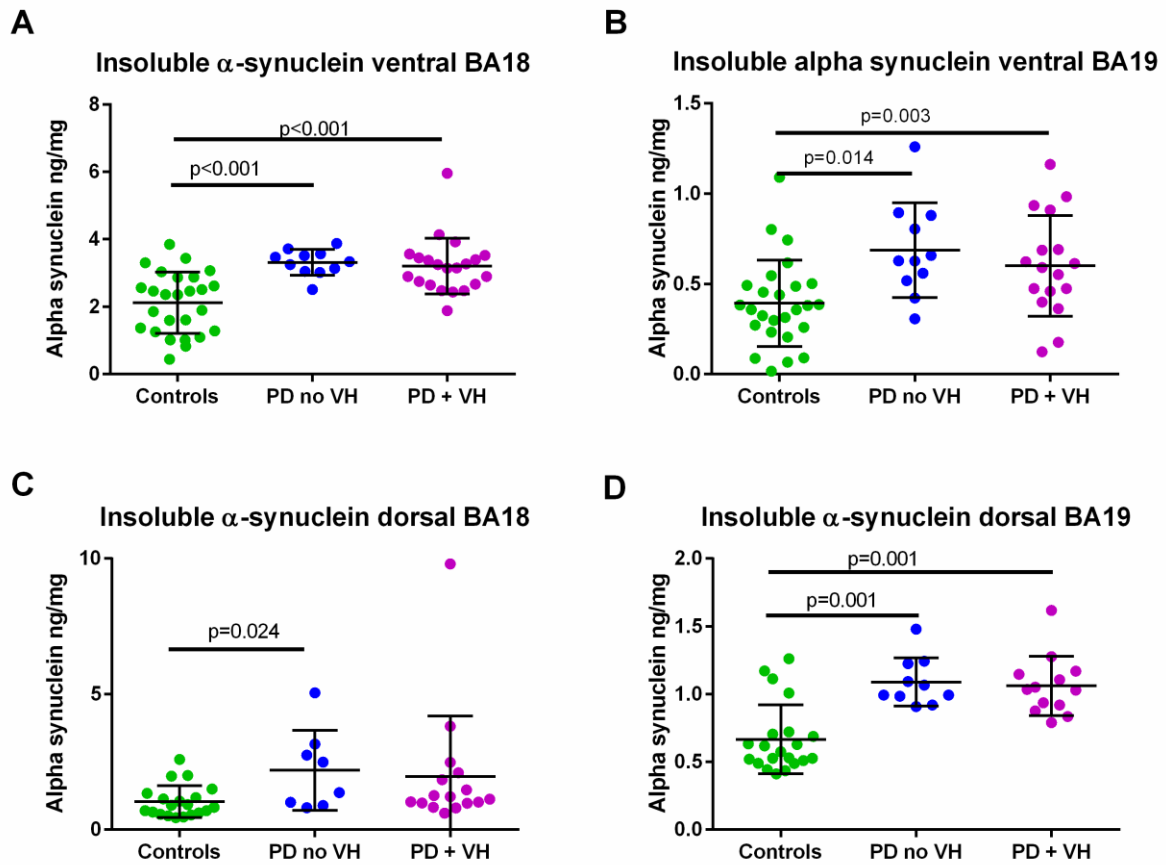 A
Insoluble α-synuclein ventral BA18
Alpha synuclein ng/mg
8
6
4
2
0
p<0.001
p<0.001
Controls
PD no VH
PD + VH
B
Insoluble alpha synuclein ventral BA19
Alpha synuclein ng/mg
1.5
1.0
0.5
0.0
p=0.003
p=0.014
Controls
PD no VH
PD + VH
C
Insoluble α-synuclein dorsal BA18
Alpha synuclein ng/mg
10
5
0
p=0.024
Controls
PD no VH
PD + VH
D
Insoluble α-synuclein dorsal BA19
Alpha synuclein ng/mg
2.0
1.5
1.0
0.5
0.0
p=0.001
p=0.001
Controls
PD no VH
PD + VH